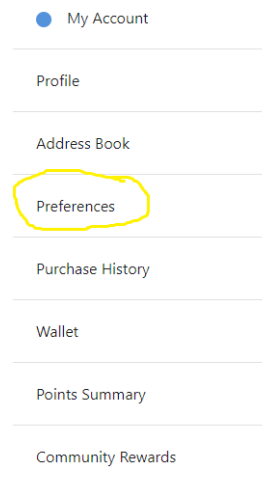 My Account
Profile
Address Book
Preferences
Purchase History
Wallet
Points Summary
Community Rewards